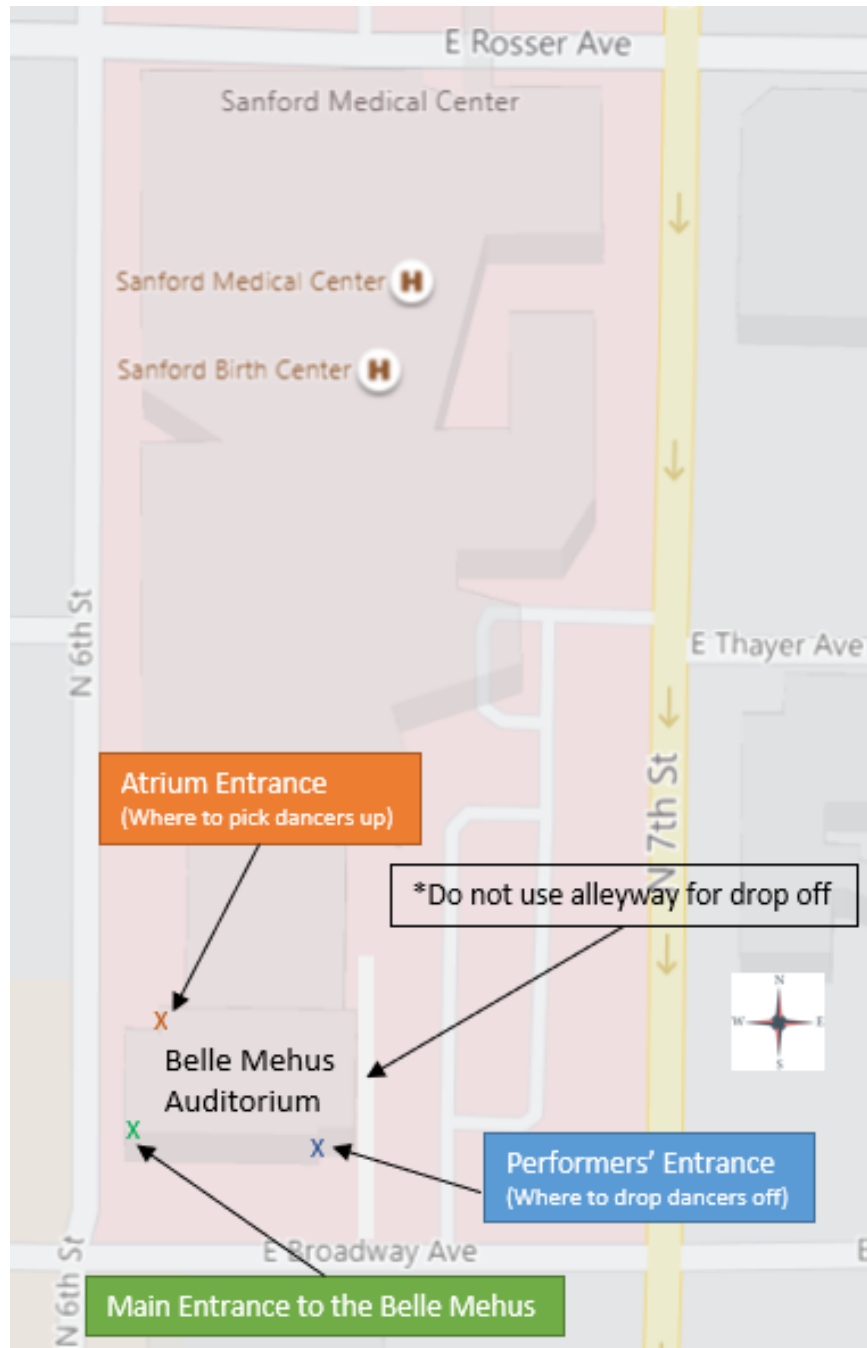 E Rosser Ave
Sanford Medical Center
Sanford Medical Center H
Sanford Birth Center H
N 6th St
E Thayer Ave
N 7th St
Atrium Entrance
(Where to pick dancers up)
*Do not use alleyway for drop off
N
W E
S
X
Belle Mehus
Auditorium
X
X
Performers' Entrance
(Where to drop dancers off)
E Broadway Ave
E
N 6th St
Main Entrance to the Belle Mehus